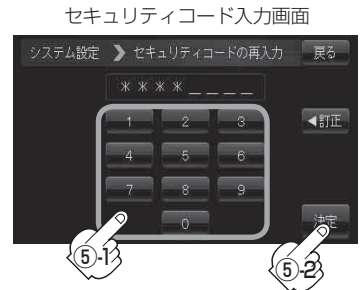 セキュリティコード入力画面
システム設定 》 セキュリティコードの再入力 戻る
＊＊＊＊＿＿＿＿
1 2 3 ◀訂正
4 5 6
7 8 9
0 決定
⑤-1 ⑤-2